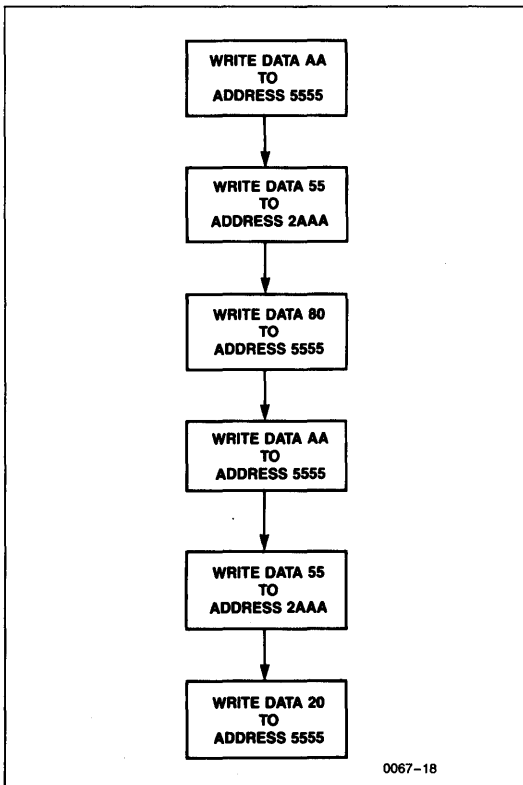 WRITE DATA AA
TO
ADDRESS 5555
WRITE DATA 55
TO
ADDRESS 2AAA
WRITE DATA 80
TO
ADDRESS 5555
WRITE DATA AA
TO
ADDRESS 5555
WRITE DATA 55
TO
ADDRESS 2AAA
WRITE DATA 20
TO
ADDRESS 5555
0067–18